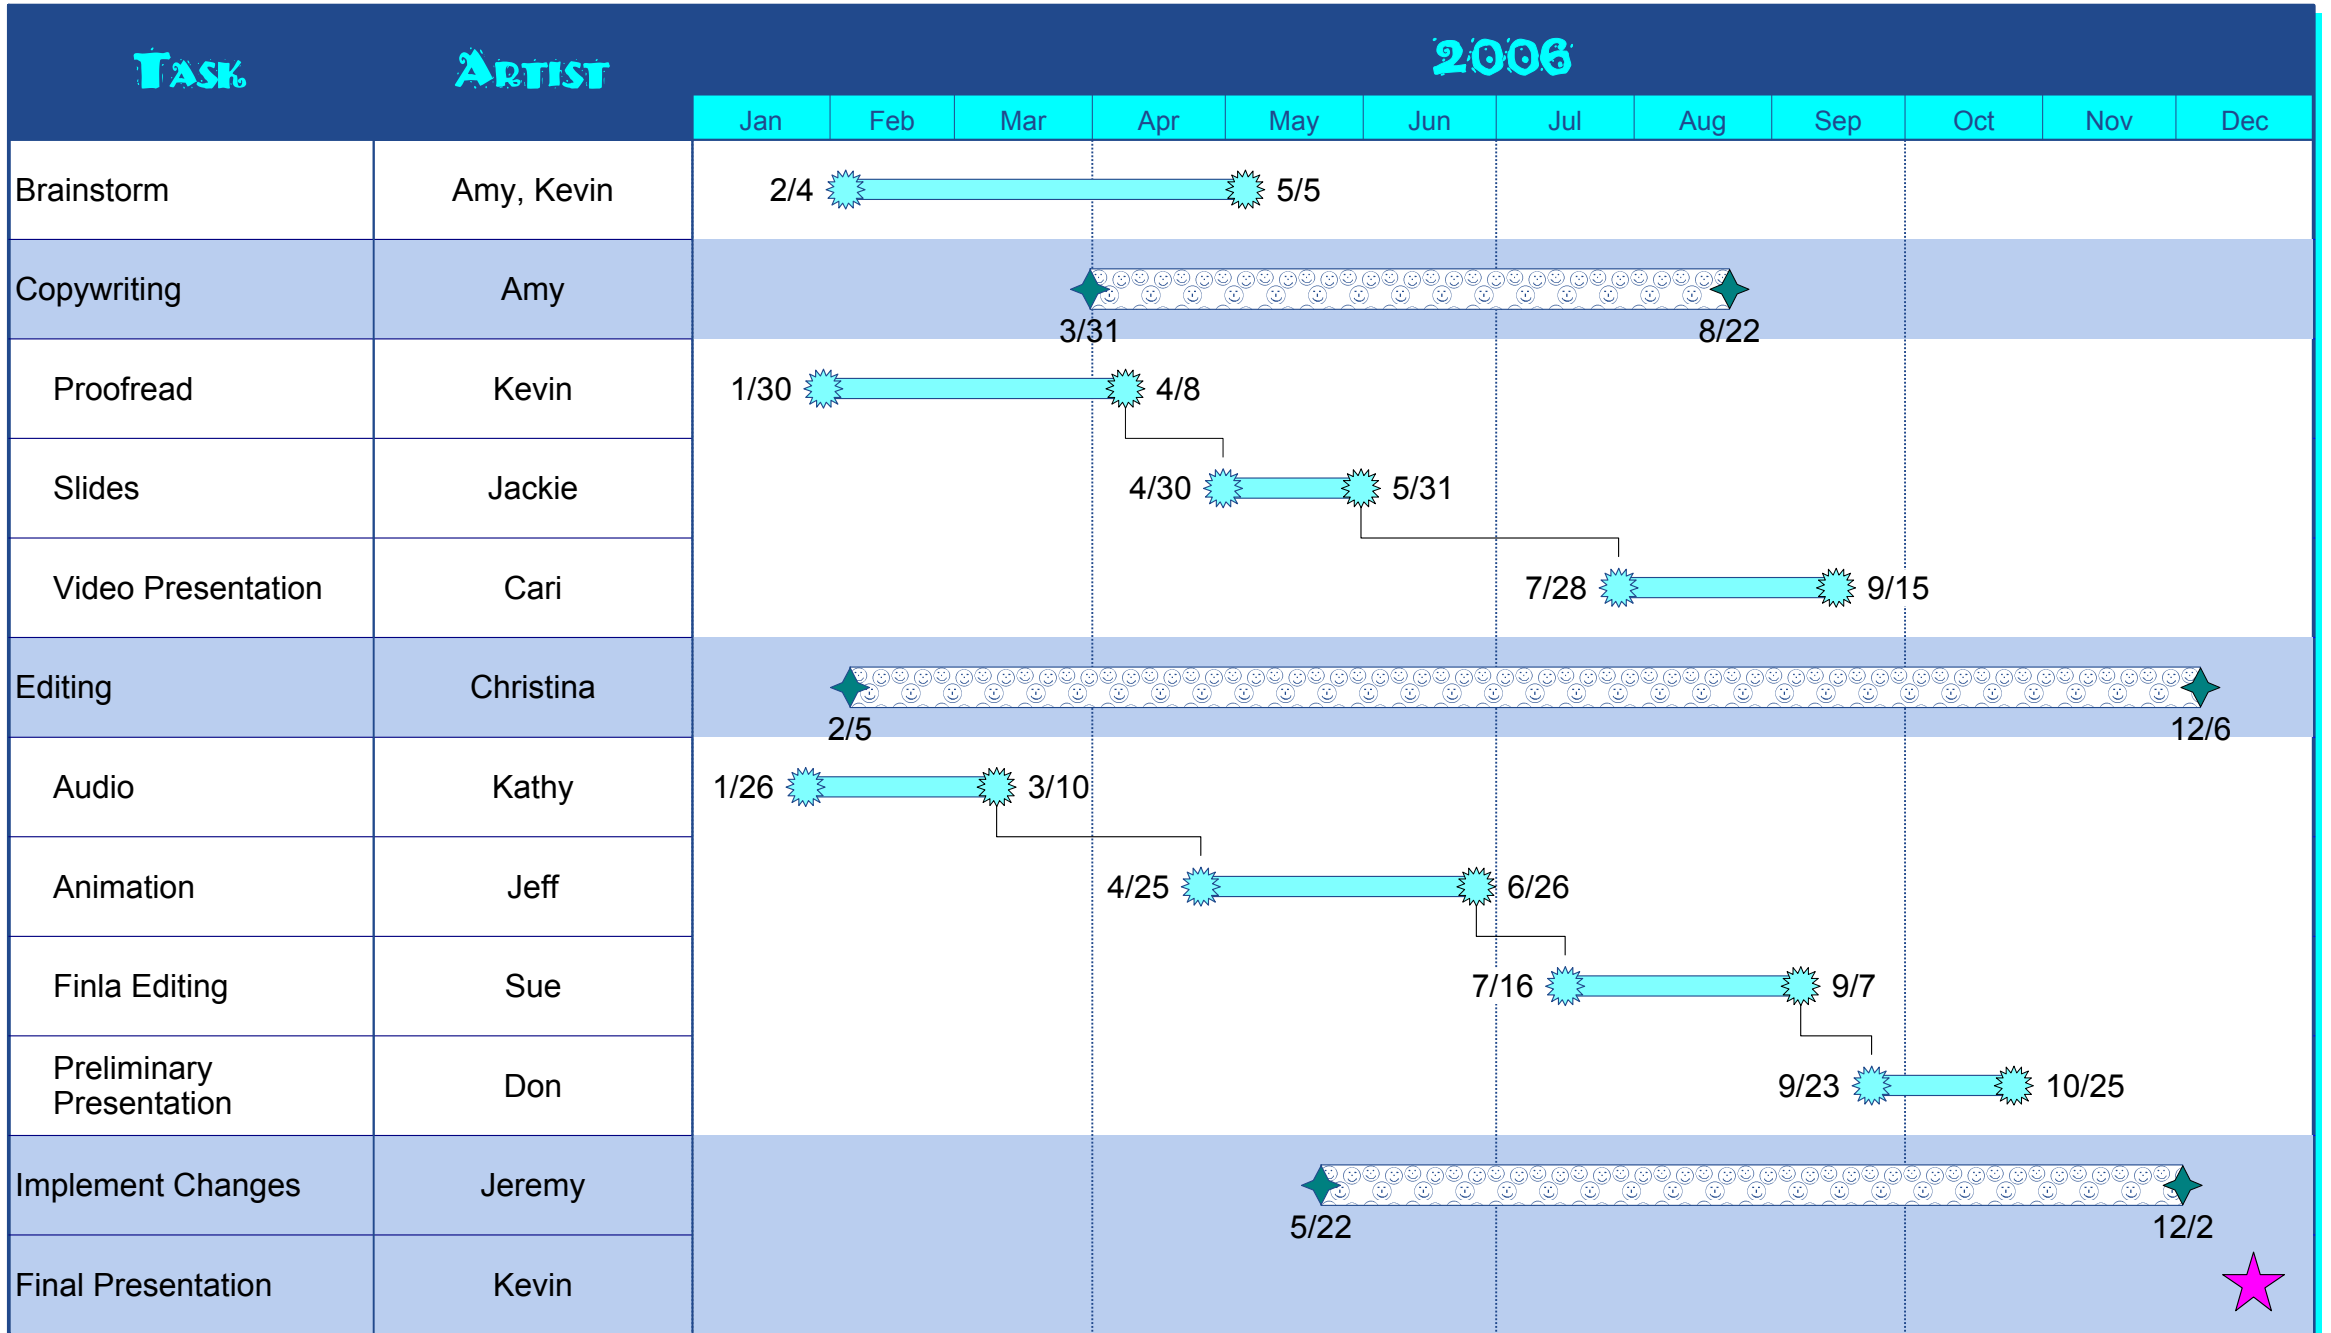 Task Artist 2006
Jan Feb Mar Apr May Jun Jul Aug Sep Oct Nov Dec
Brainstorm Amy, Kevin 2/4 5/5
Copywriting Amy
3/31 8/22
Proofread Kevin 1/30 4/8
Slides Jackie 4/30 5/31
Video Presentation Cari 7/28 9/15
Editing Christina
2/5 12/6
Audio Kathy 1/26 3/10
Animation Jeff 4/25 6/26
Finla Editing Sue 7/16 9/7
Preliminary
Presentation Don 9/23 10/25
Implement Changes Jeremy
5/22 12/2
Final Presentation Kevin